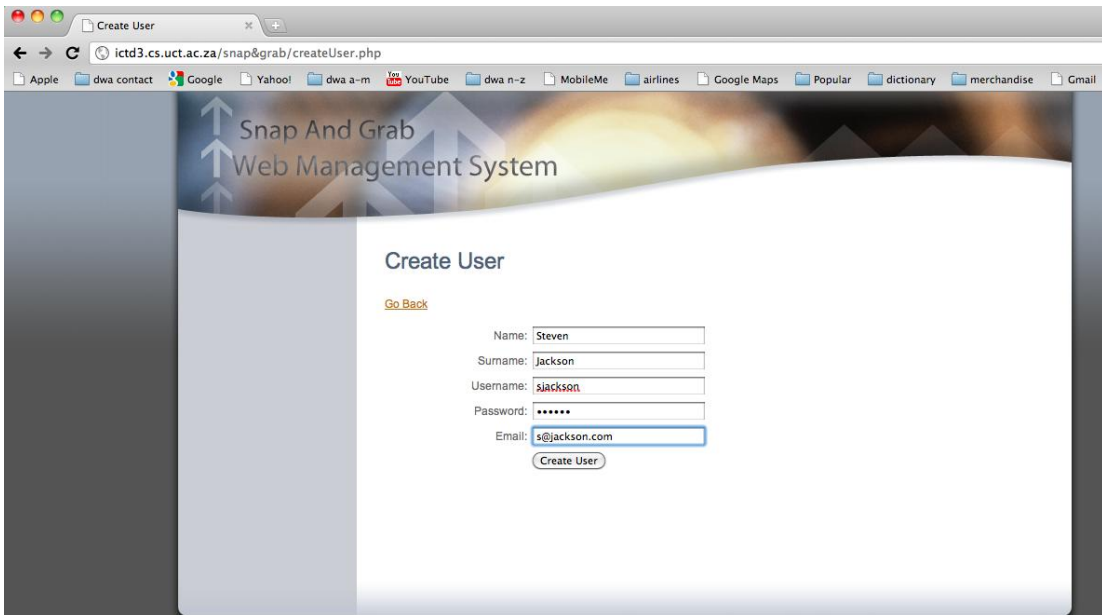 Create User
ictd3.cs.uct.ac.za/snap&grab/createUser.php
Apple dwa contact Google Yahoo! dwa a-m You Tube YouTube dwa n-z MobileMe airlines Google Maps Popular dictionary merchandise Gmail
Snap And Grab
Web Management System
Create User
Go Back
Name: Steven
Surname: Jackson
Username: sjackson
Password: ••••••
Email: s@jackson.com
Create User